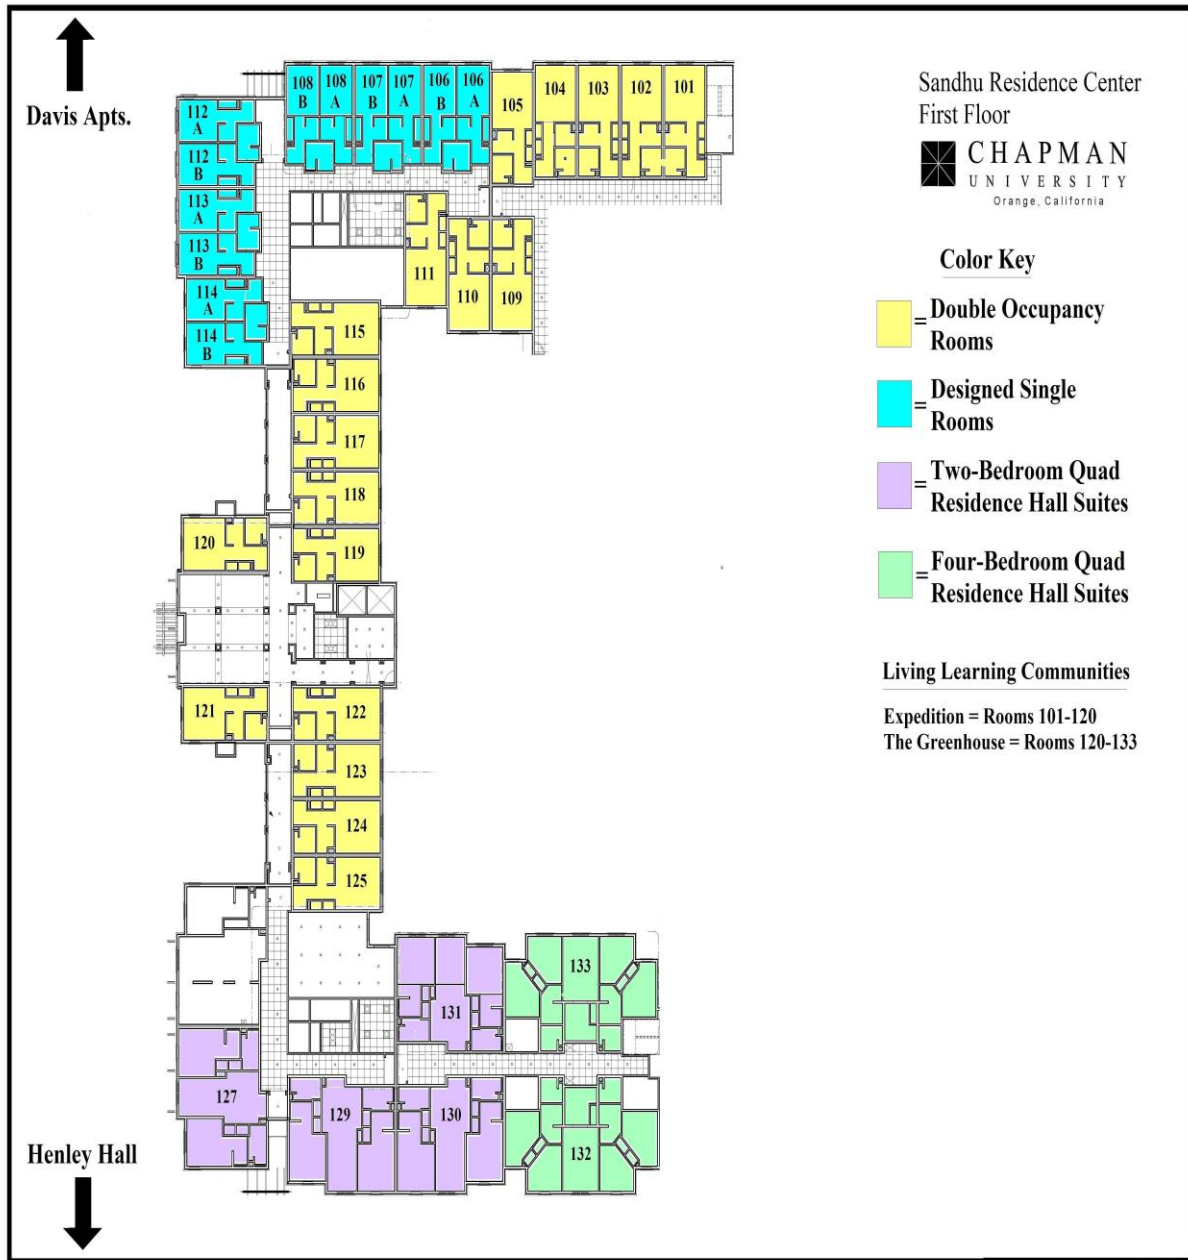 Davis Apts.
108
B
108
A
107
B
107
A
106
B
106
A
105
104
103
102
101
112
A
112
B
113
A
113
B
114
A
114
B
111
110
109
115
116
117
118
119
120
121
122
123
124
125
127
129
130
131
133
132
Henley Hall
Sandhu Residence Center
First Floor
CHAPMAN
UNIVERSITY
Orange, California
Color Key
= Double Occupancy
Rooms
= Designed Single
Rooms
= Two-Bedroom Quad
Residence Hall Suites
= Four-Bedroom Quad
Residence Hall Suites
Living Learning Communities
Expedition = Rooms 101-120
The Greenhouse = Rooms 120-133